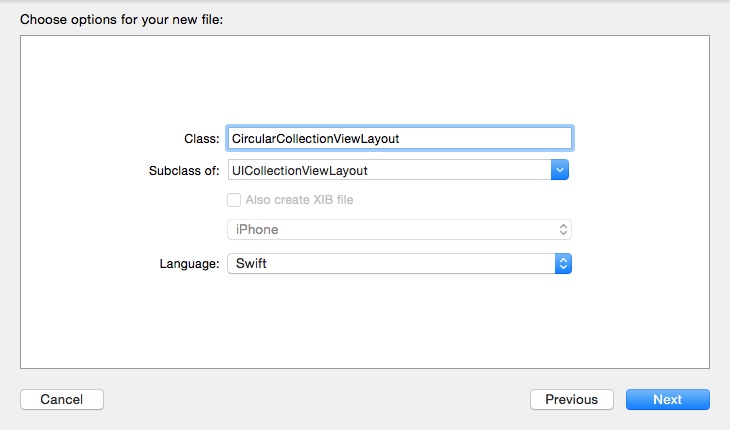 Choose options for your new file:
Class: CircularCollectionViewLayout
Subclass of: UICollectionViewLayout
Also create XIB file
iPhone
Language: Swift
Cancel Previous Next